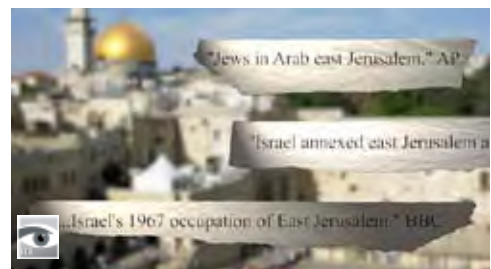 "Jews in Arab east Jerusalem." AP
"Israel annexed east Jerusalem a
...Israel's 1967 occupation of East Jerusalem." BBC